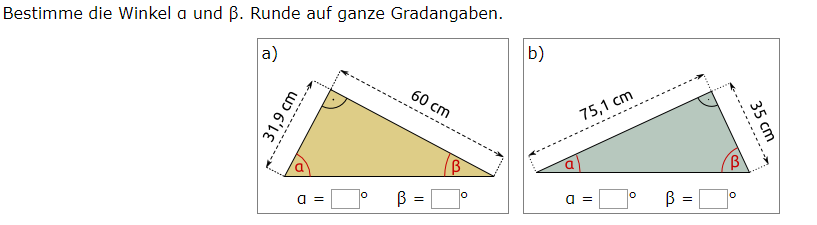 Bestimme die Winkel α und β. Runde auf ganze Gradangaben.
a)
31,9 cm
60 cm
α
β
α = ° β = °
b)
75,1 cm
35 cm
α
β
α = ° β = °